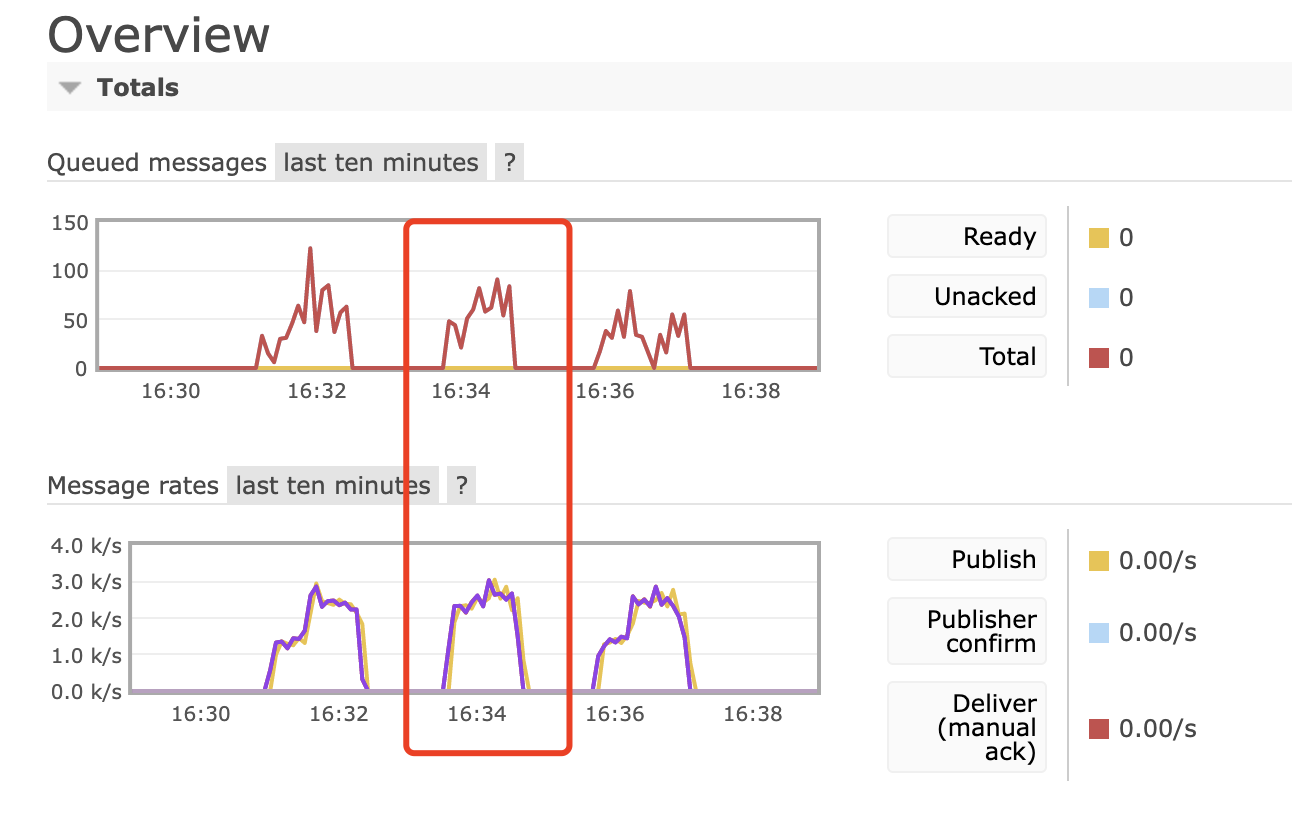 Overview
Totals
Queued messages last ten minutes ?
150
100
50
0
16:30 16:32 16:34 16:36 16:38
Ready 0
Unacked 0
Total 0
Message rates last ten minutes ?
4.0 k/s
3.0 k/s
2.0 k/s
1.0 k/s
0.0 k/s
16:30 16:32 16:34 16:36 16:38
Publish 0.00/s
Publisher
confirm 0.00/s
Deliver
(manual 0.00/s
ack)